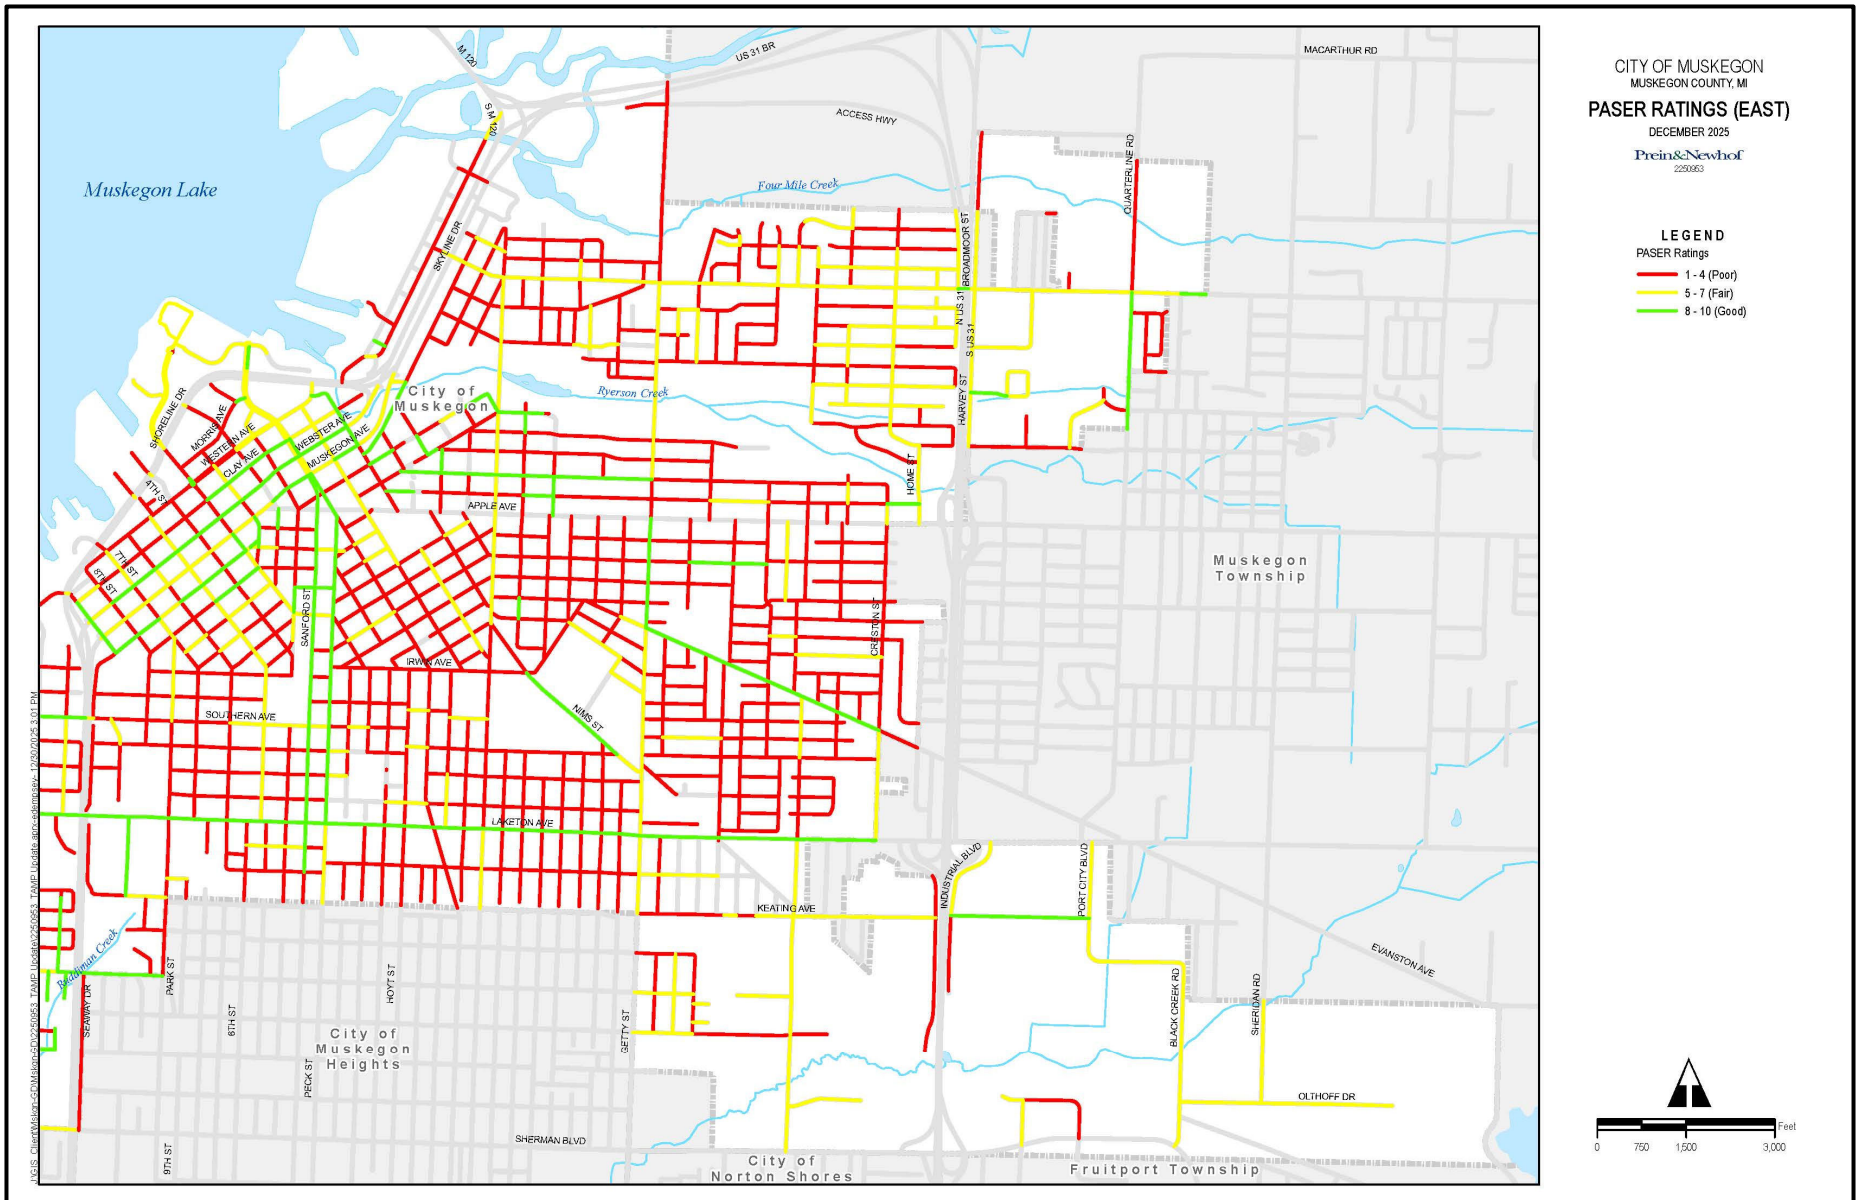 CITY OF MUSKEGON
MUSKEGON COUNTY, MI
PASER RATINGS (EAST)
DECEMBER 2025
Prein&Newhof
2250953
LEGEND
PASER Ratings
1 - 4 (Poor)
5 - 7 (Fair)
8 - 10 (Good)
Feet
0 750 1,500 3,000
M 120
US 31 BR
MACARTHUR RD
S M 120
ACCESS HWY
QUARTERLINE RD
Muskegon Lake
Four Mile Creek
SKYLINE DR
BROADMOOR ST
N US 31
S US 31
City of
Muskegon
Ryerson Creek
SHORELINE DR
MORRIS AVE
WESTERN AVE
CLAY AVE
WEBSTER AVE
MUSKEGON AVE
HARVEY ST
HOME ST
4TH ST
APPLE AVE
7TH ST
8TH ST
Muskegon
Township
SANFORD ST
CRESTON ST
IRWIN AVE
SOUTHERN AVE
NIMS ST
LAKETON AVE
INDUSTRIAL BLVD
PORT CITY BLVD
KEATING AVE
EVANSTON AVE
Ruddiman Creek
PARK ST
SEAWAY DR
6TH ST
HOYT ST
GETTY ST
BLACK CREEK RD
SHERIDAN RD
City of
Muskegon
Heights
PECK ST
OLTHOFF DR
SHERMAN BLVD
9TH ST
City of
Norton Shores
Fruitport Township